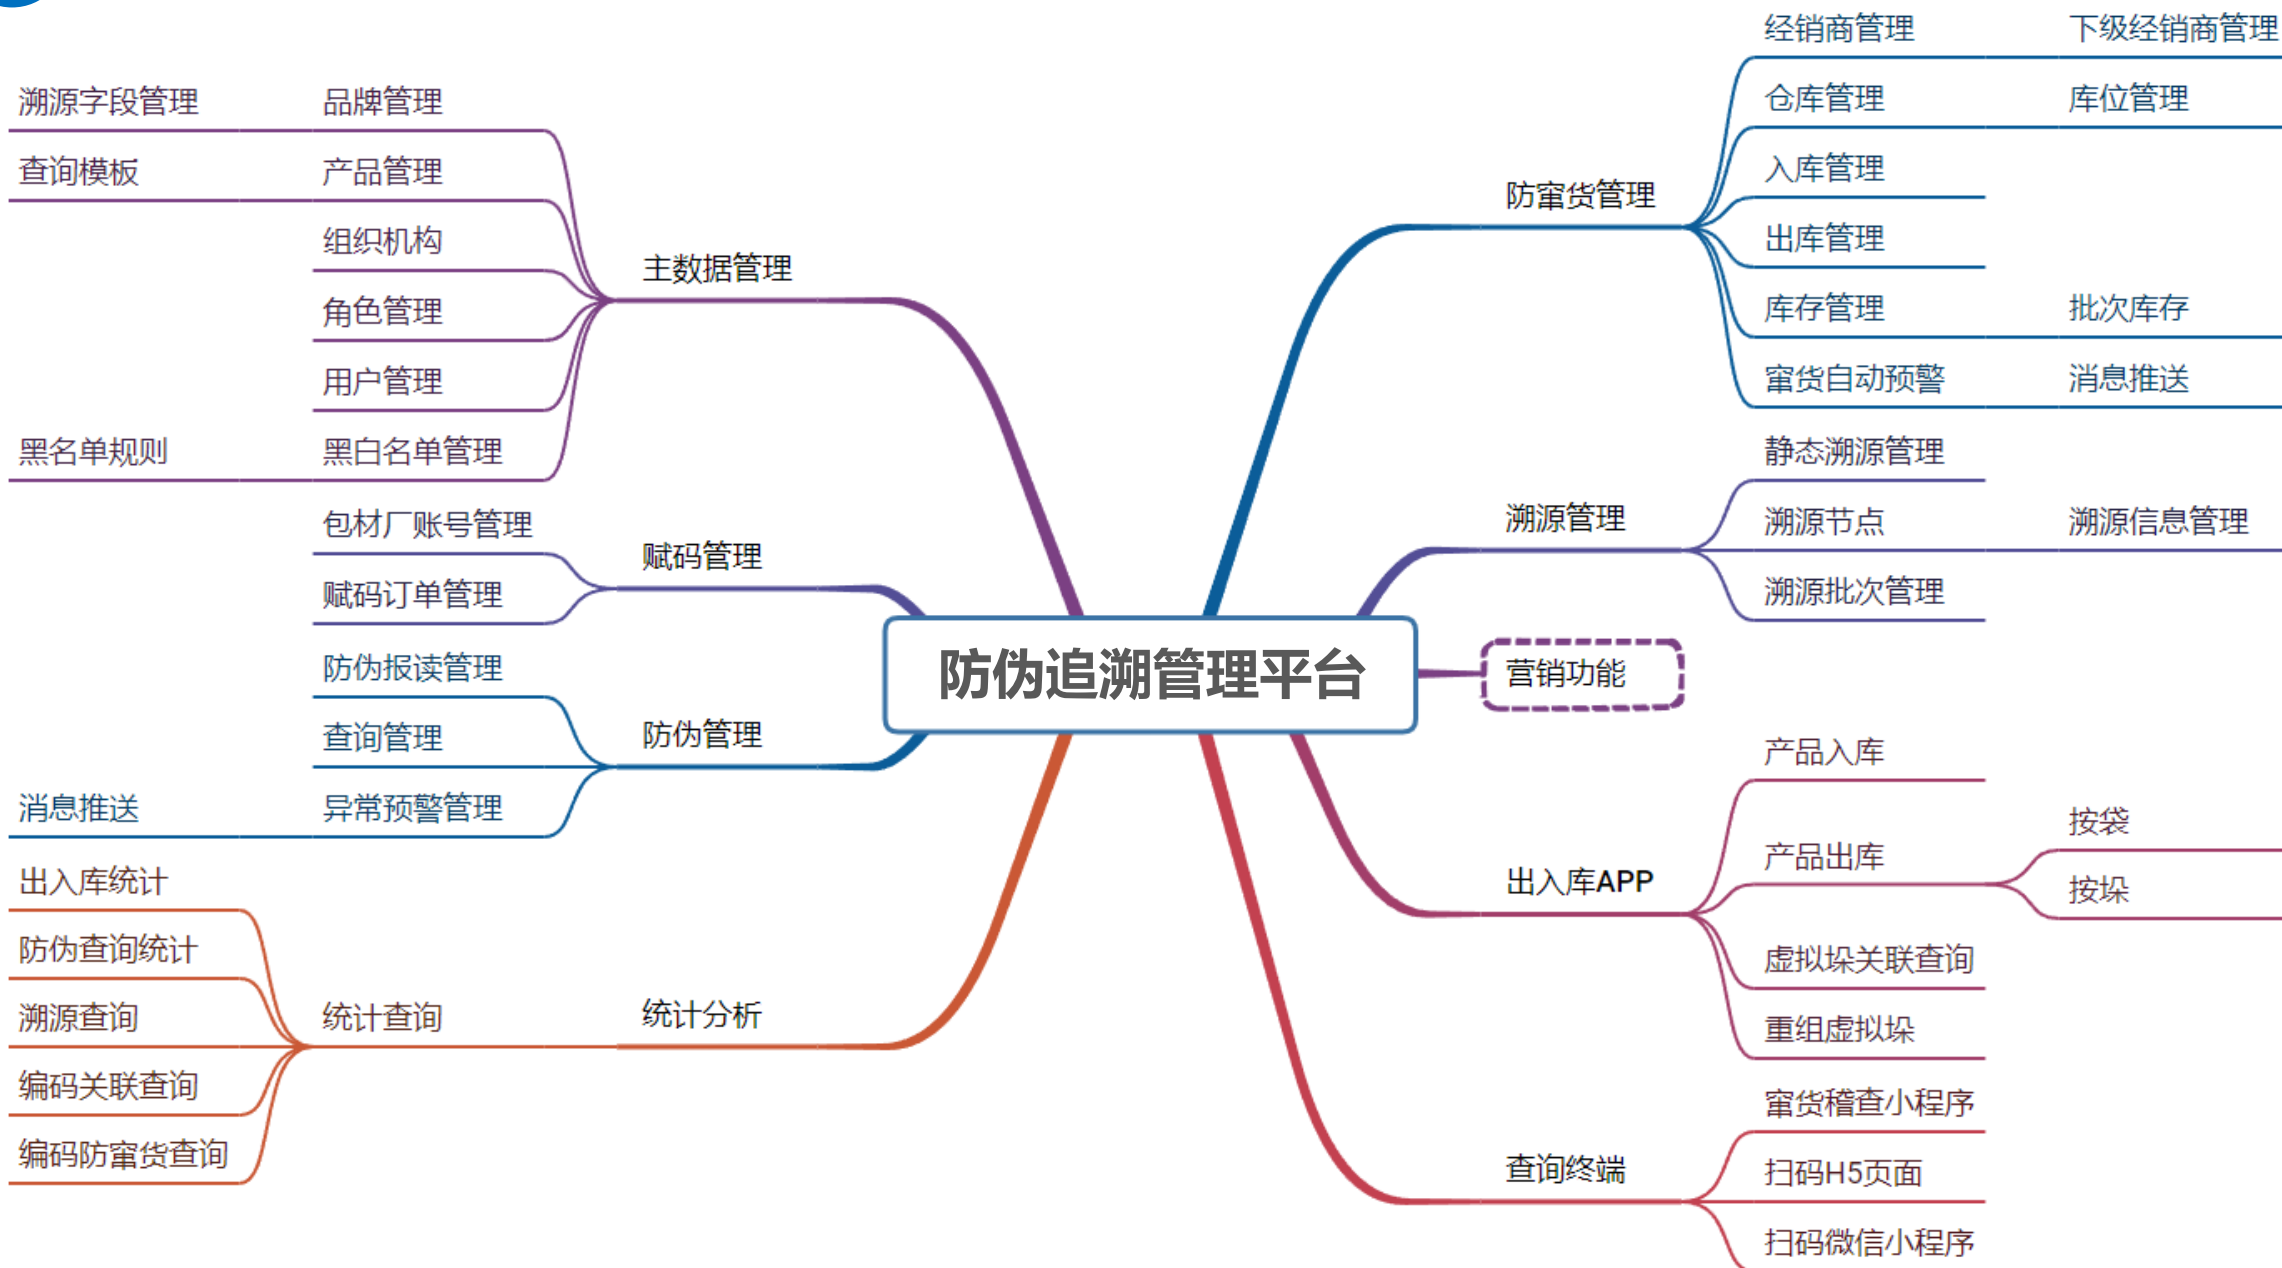 防伪追溯管理平台
主数据管理
品牌管理
溯源字段管理
产品管理
查询模板
组织机构
角色管理
用户管理
黑白名单管理
黑名单规则
赋码管理
包材厂账号管理
赋码订单管理
防伪管理
防伪报读管理
查询管理
异常预警管理
消息推送
统计分析
统计查询
出入库统计
防伪查询统计
溯源查询
编码关联查询
编码防窜货查询
防窜货管理
经销商管理
下级经销商管理
仓库管理
库位管理
入库管理
出库管理
库存管理
批次库存
窜货自动预警
消息推送
溯源管理
静态溯源管理
溯源节点
溯源信息管理
溯源批次管理
营销功能
出入库APP
产品入库
产品出库
按袋
按垛
虚拟垛关联查询
重组虚拟垛
查询终端
窜货稽查小程序
扫码H5页面
扫码微信小程序